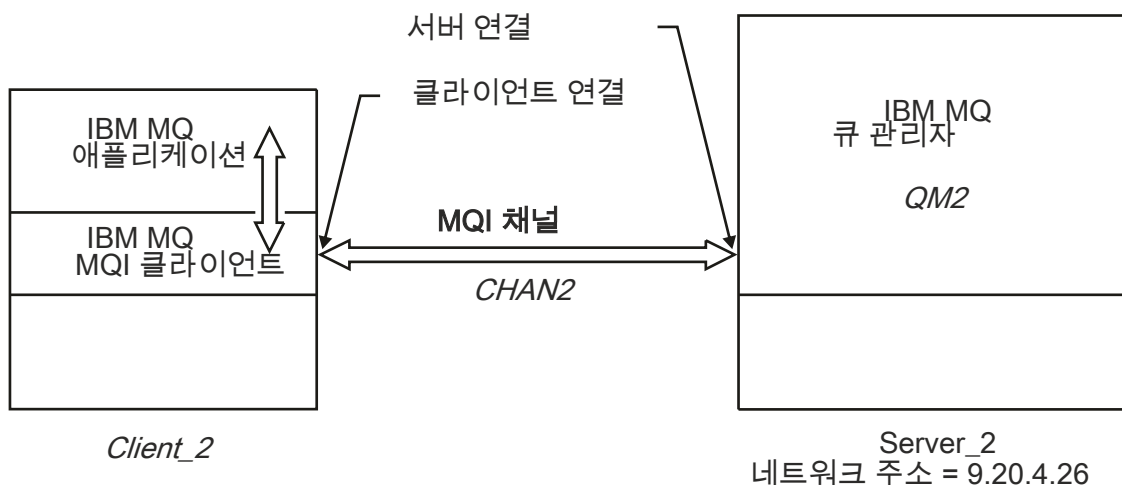 서버 연결
클라이언트 연결
IBM MQ
애플리케이션
IBM MQ
MQI 클라이언트
MQI 채널
CHAN2
IBM MQ
큐 관리자
QM2
Client_2
Server_2
네트워크 주소 = 9.20.4.26